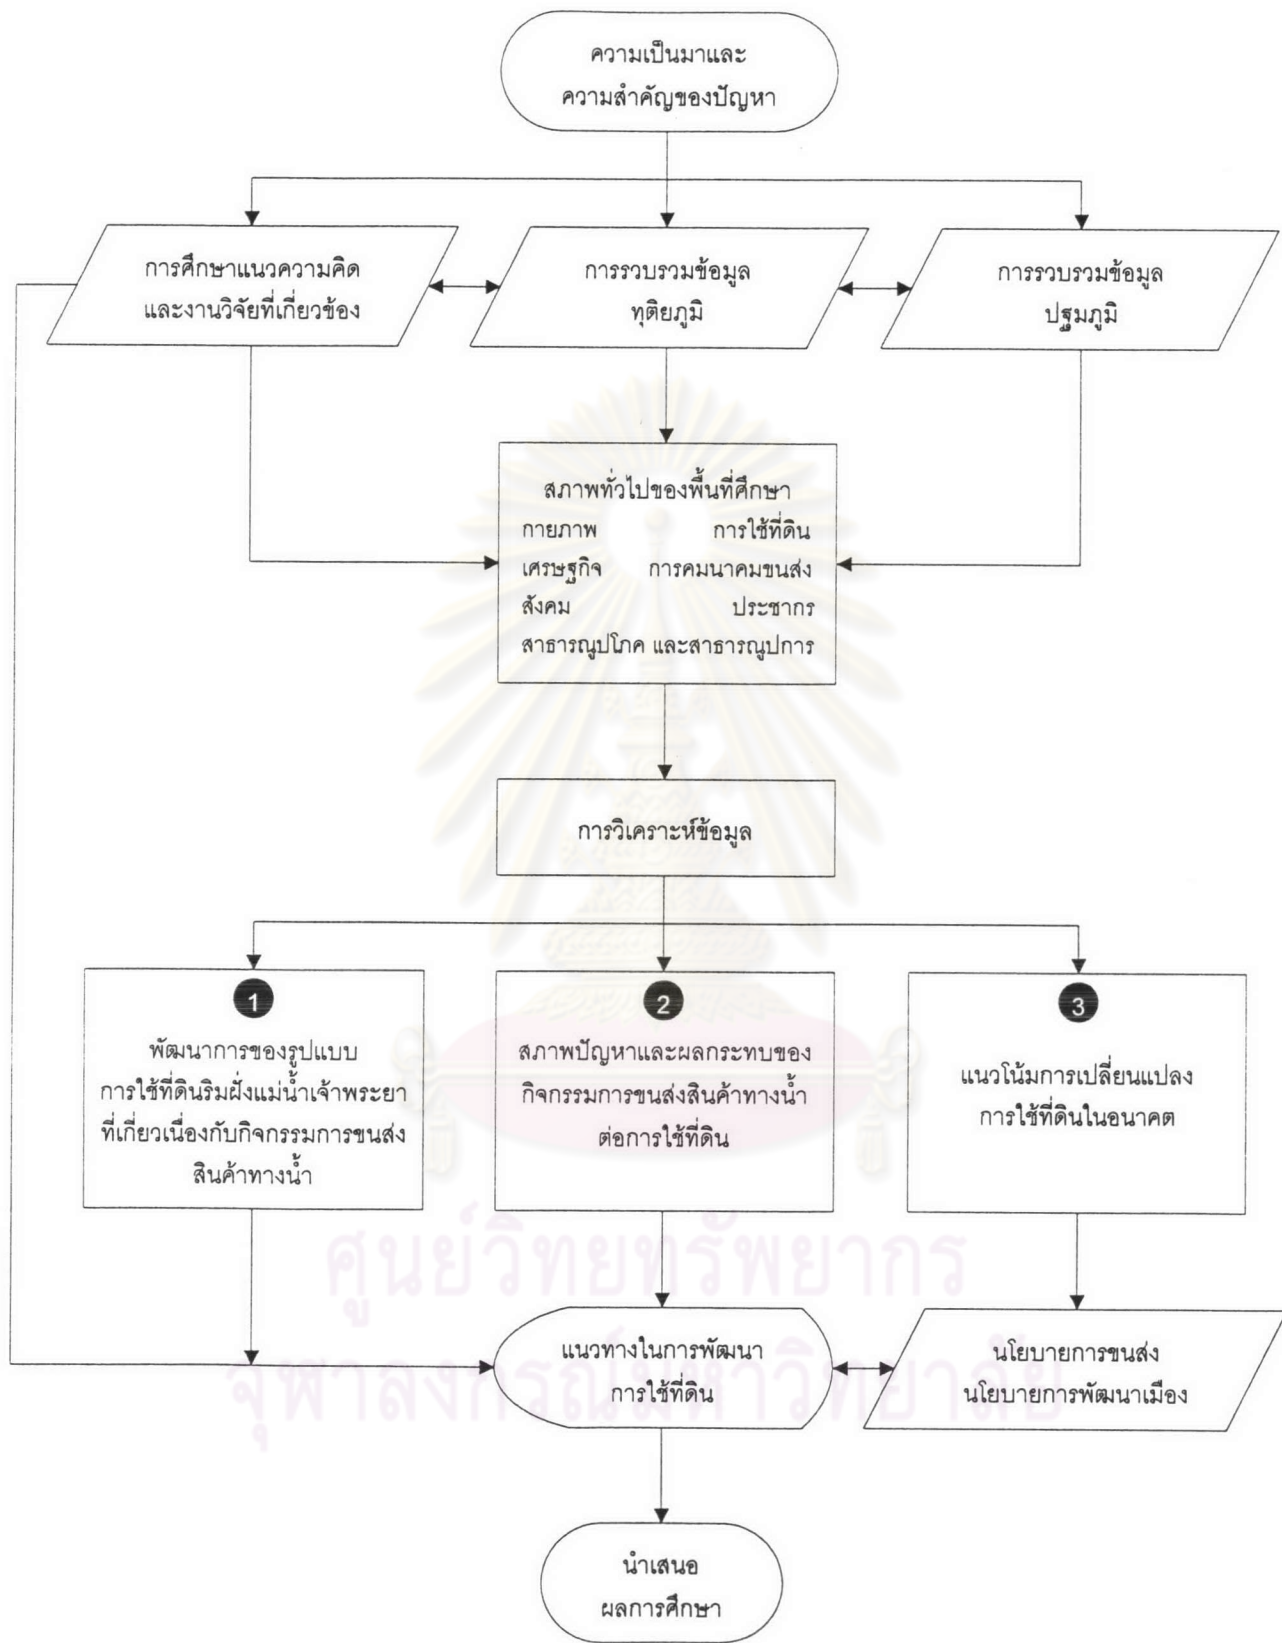 ความเป็นมาและ
ความสำคัญของปัญหา
การศึกษาแนวความคิด
และงานวิจัยที่เกี่ยวข้อง
การรวบรวมข้อมูล
ทุติยภูมิ
การรวบรวมข้อมูล
ปฐมภูมิ
สภาพทั่วไปของพื้นที่ศึกษา
กายภาพ การใช้ที่ดิน
เศรษฐกิจ การคมนาคมขนส่ง
สังคม ประชากร
สาธารณูปโภค และสาธารณูปการ
การวิเคราะห์ข้อมูล
1
พัฒนาการของรูปแบบ
การใช้ที่ดินริมฝั่งแม่น้ำเจ้าพระยา
ที่เกี่ยวเนื่องกับกิจกรรมการขนส่ง
สินค้าทางน้ำ
2
สภาพปัญหาและผลกระทบของ
กิจกรรมการขนส่งสินค้าทางน้ำ
ต่อการใช้ที่ดิน
3
แนวโน้มการเปลี่ยนแปลง
การใช้ที่ดินในอนาคต
ศูนย์วิทยทรัพยากร
จุฬาลงกรณ์มหาวิทยาลัย
แนวทางในการพัฒนา
การใช้ที่ดิน
นโยบายการขนส่ง
นโยบายการพัฒนาเมือง
นำเสนอ
ผลการศึกษา